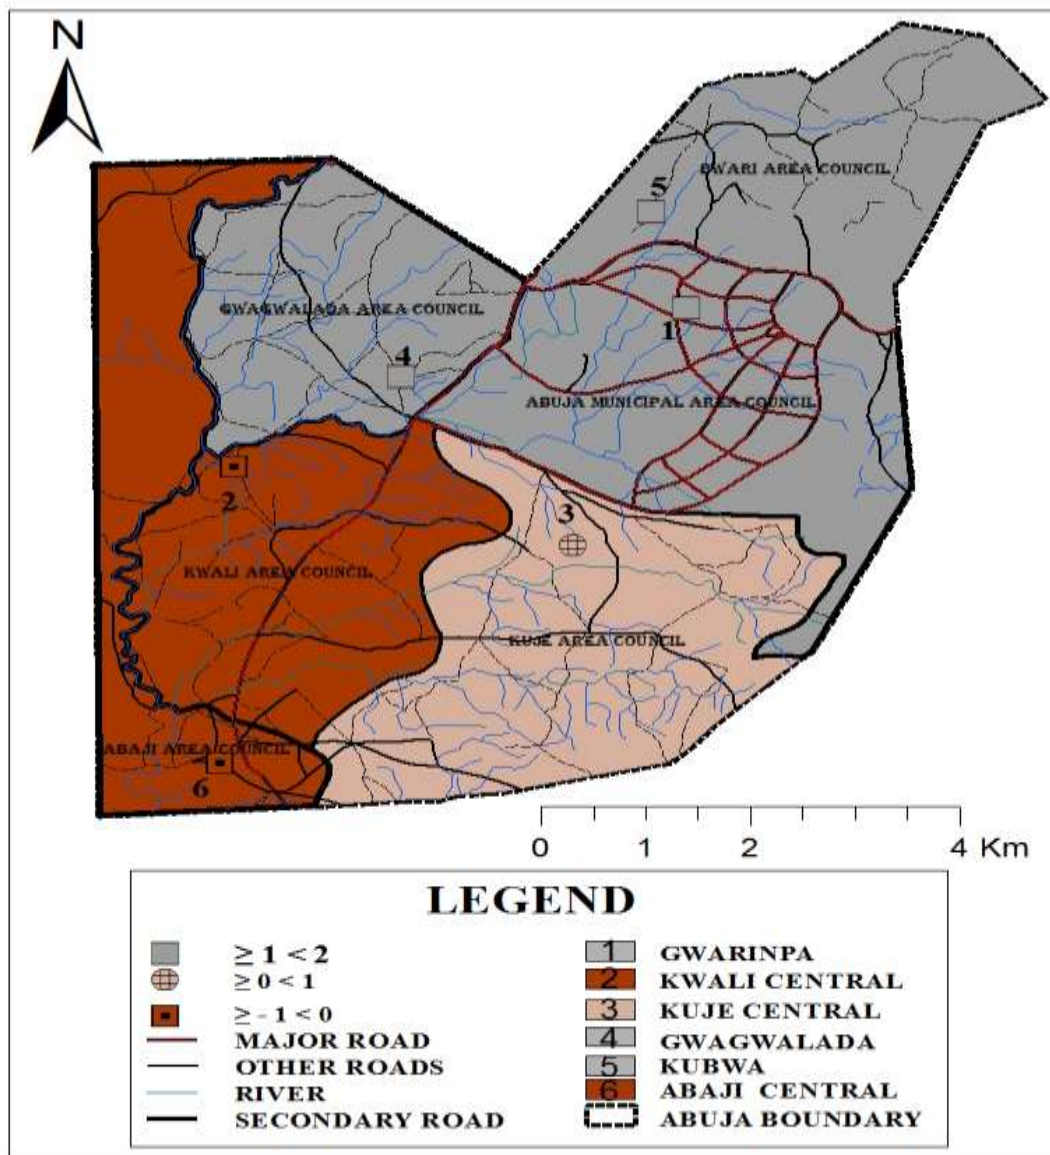 N
5
BWARI AREA COUNCIL
GWAGWALADA AREA COUNCIL
1
4
ABUJA MUNICIPAL AREA COUNCIL
2
3
KWALI AREA COUNCIL
KUJE AREA COUNCIL
ABAJI AREA COUNCIL
6
0 1 2 4 Km
LEGEND
≥ 1 < 2
≥ 0 < 1
≥ - 1 < 0
MAJOR ROAD
OTHER ROADS
RIVER
SECONDARY ROAD
1 GWARINPA
2 KWALI CENTRAL
3 KUJE CENTRAL
4 GWAGWALADA
5 KUBWA
6 ABAJI CENTRAL
ABUJA BOUNDARY